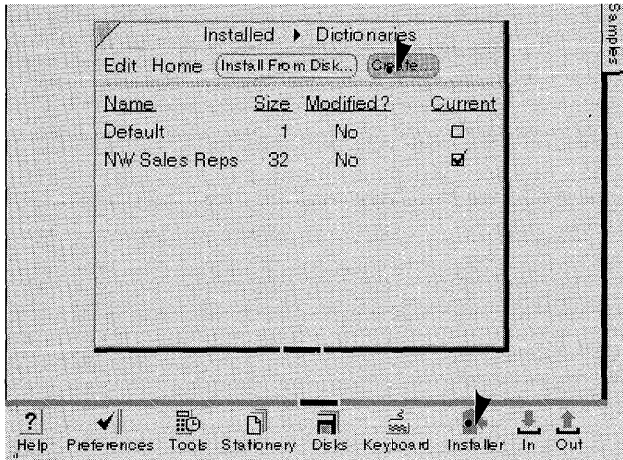 Installed ▸ Dictionaries
Samples
Edit Home Install From Disk... Create...
Name Size Modified? Current
Default 1 No
NW Sales Reps 32 No
? 
Help Preferences Tools Stationery Disks Keyboard Installer In Out